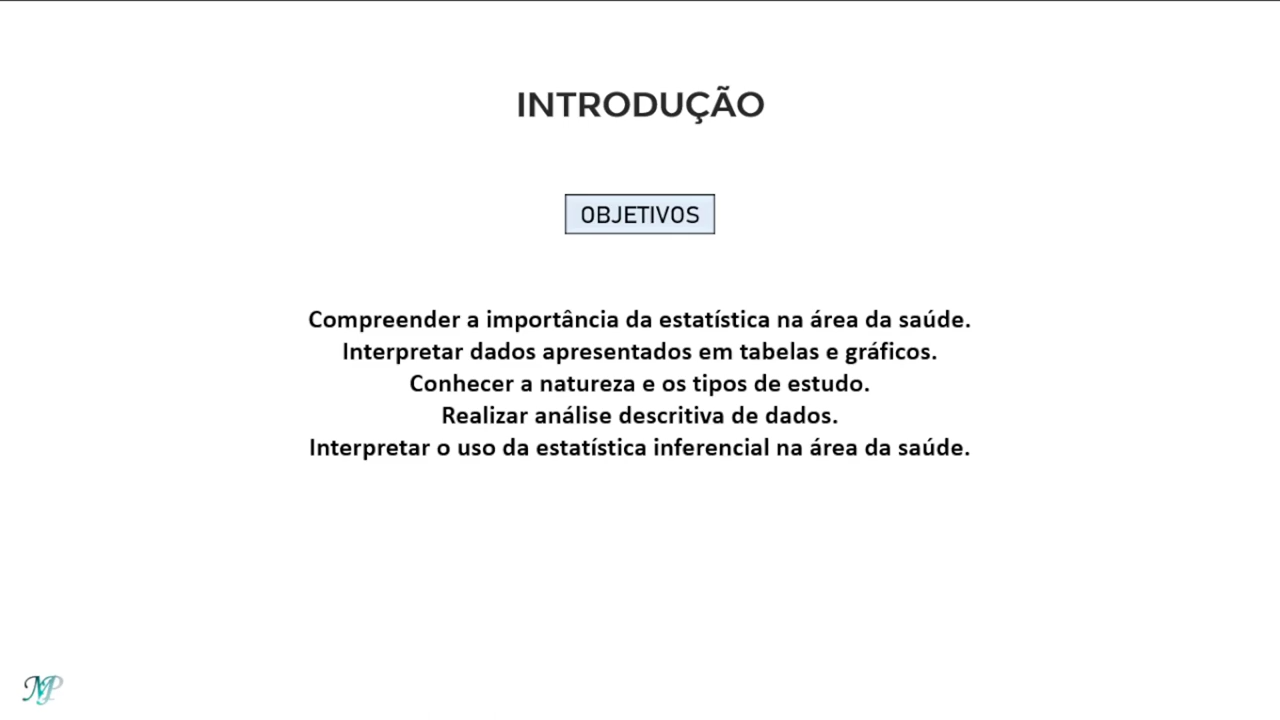 INTRODUÇÃO
OBJETIVOS
Compreender a importância da estatística na área da saúde.
Interpretar dados apresentados em tabelas e gráficos.
Conhecer a natureza e os tipos de estudo.
Realizar análise descritiva de dados.
Interpretar o uso da estatística inferencial na área da saúde.
MP